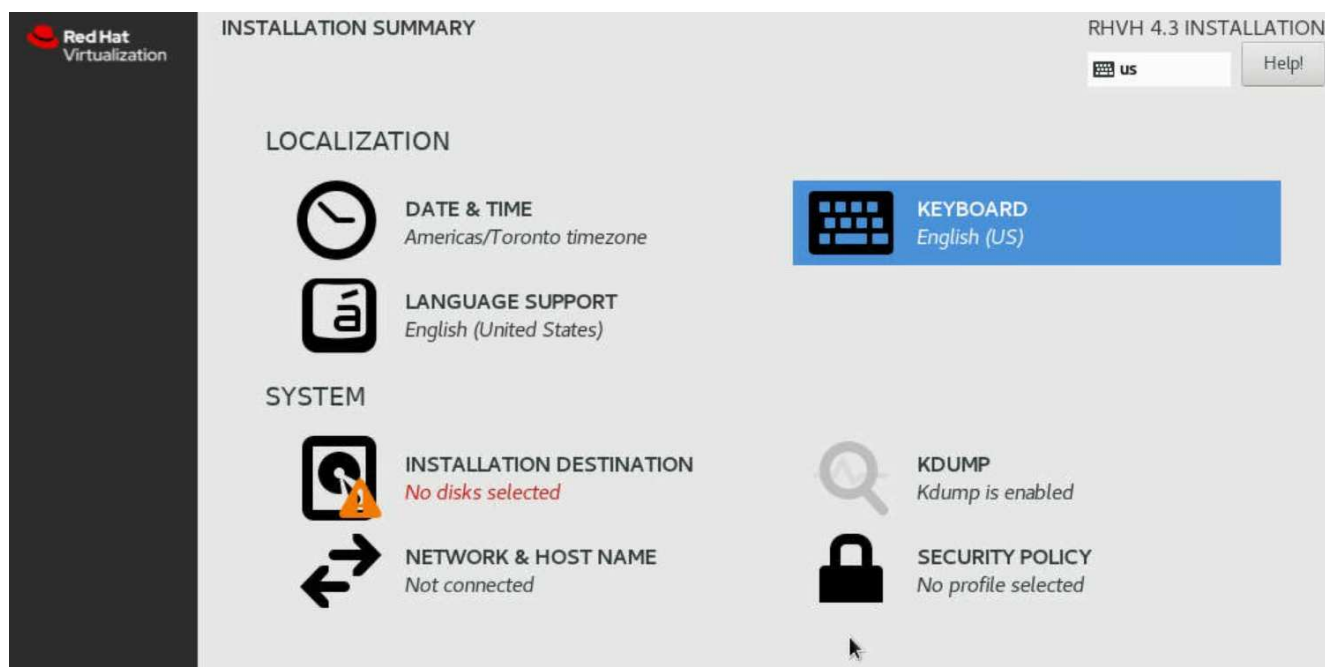 Red Hat
Virtualization
INSTALLATION SUMMARY
RHVH 4.3 INSTALLATION
us
Help!
LOCALIZATION
DATE & TIME
Americas/Toronto timezone
KEYBOARD
English (US)
á
LANGUAGE SUPPORT
English (United States)
SYSTEM
INSTALLATION DESTINATION
No disks selected
KDUMP
Kdump is enabled
NETWORK & HOST NAME
Not connected
SECURITY POLICY
No profile selected